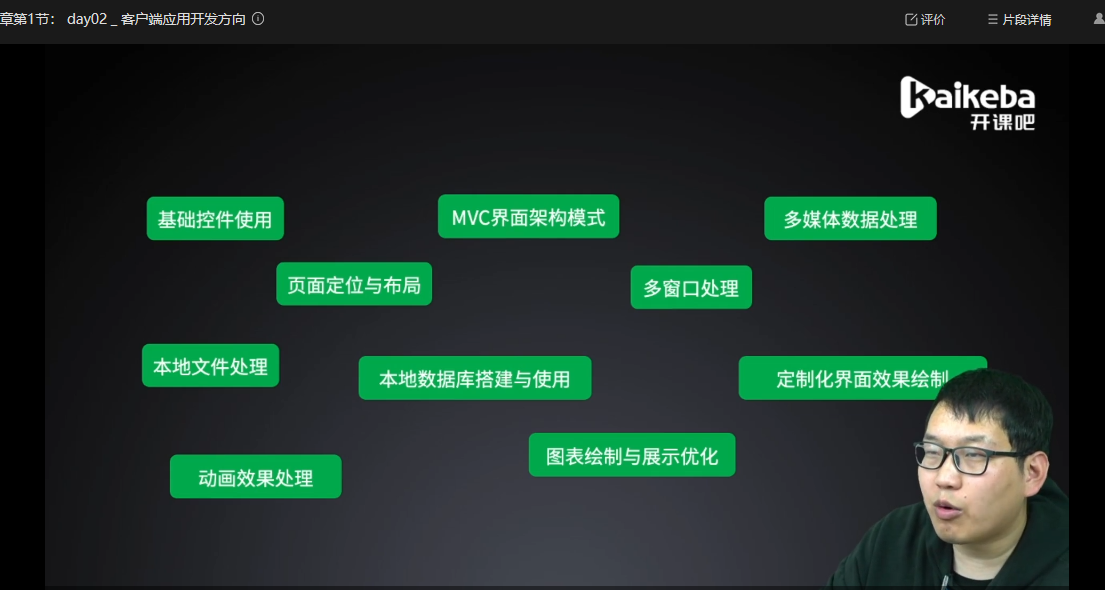 章第1节： day02 _ 客户端应用开发方向
评价
片段详情
Kaikeba
开课吧
基础控件使用
MVC界面架构模式
多媒体数据处理
页面定位与布局
多窗口处理
本地文件处理
本地数据库搭建与使用
定制化界面效果绘制
动画效果处理
图表绘制与展示优化